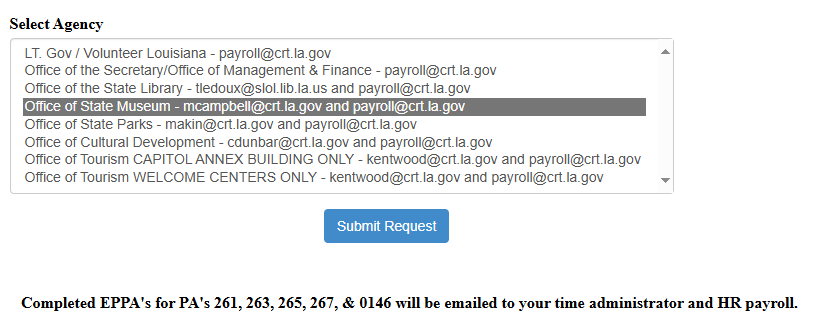 Select Agency
LT. Gov / Volunteer Louisiana - payroll@crt.la.gov
Office of the Secretary/Office of Management & Finance - payroll@crt.la.gov
Office of the State Library - tledoux@slol.lib.la.us and payroll@crt.la.gov
Office of State Museum - mcampbell@crt.la.gov and payroll@crt.la.gov
Office of State Parks - makin@crt.la.gov and payroll@crt.la.gov
Office of Cultural Development - cdunbar@crt.la.gov and payroll@crt.la.gov
Office of Tourism CAPITOL ANNEX BUILDING ONLY - kentwood@crt.la.gov and payroll@crt.la.gov
Office of Tourism WELCOME CENTERS ONLY - kentwood@crt.la.gov and payroll@crt.la.gov
Submit Request
Completed EPPA's for PA's 261, 263, 265, 267, & 0146 will be emailed to your time administrator and HR payroll.